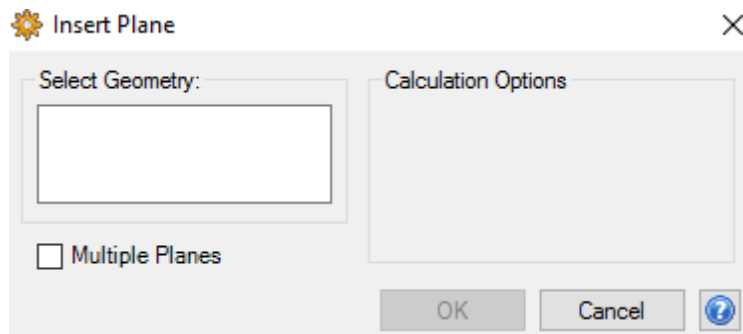 Insert Plane
Select Geometry:
Calculation Options
Multiple Planes
OK
Cancel
?